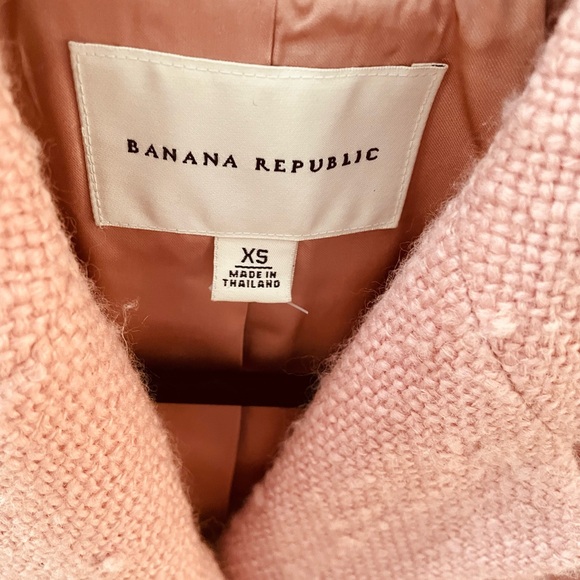 BANANA REPUBLIC
XS
MADE IN
THAILAND